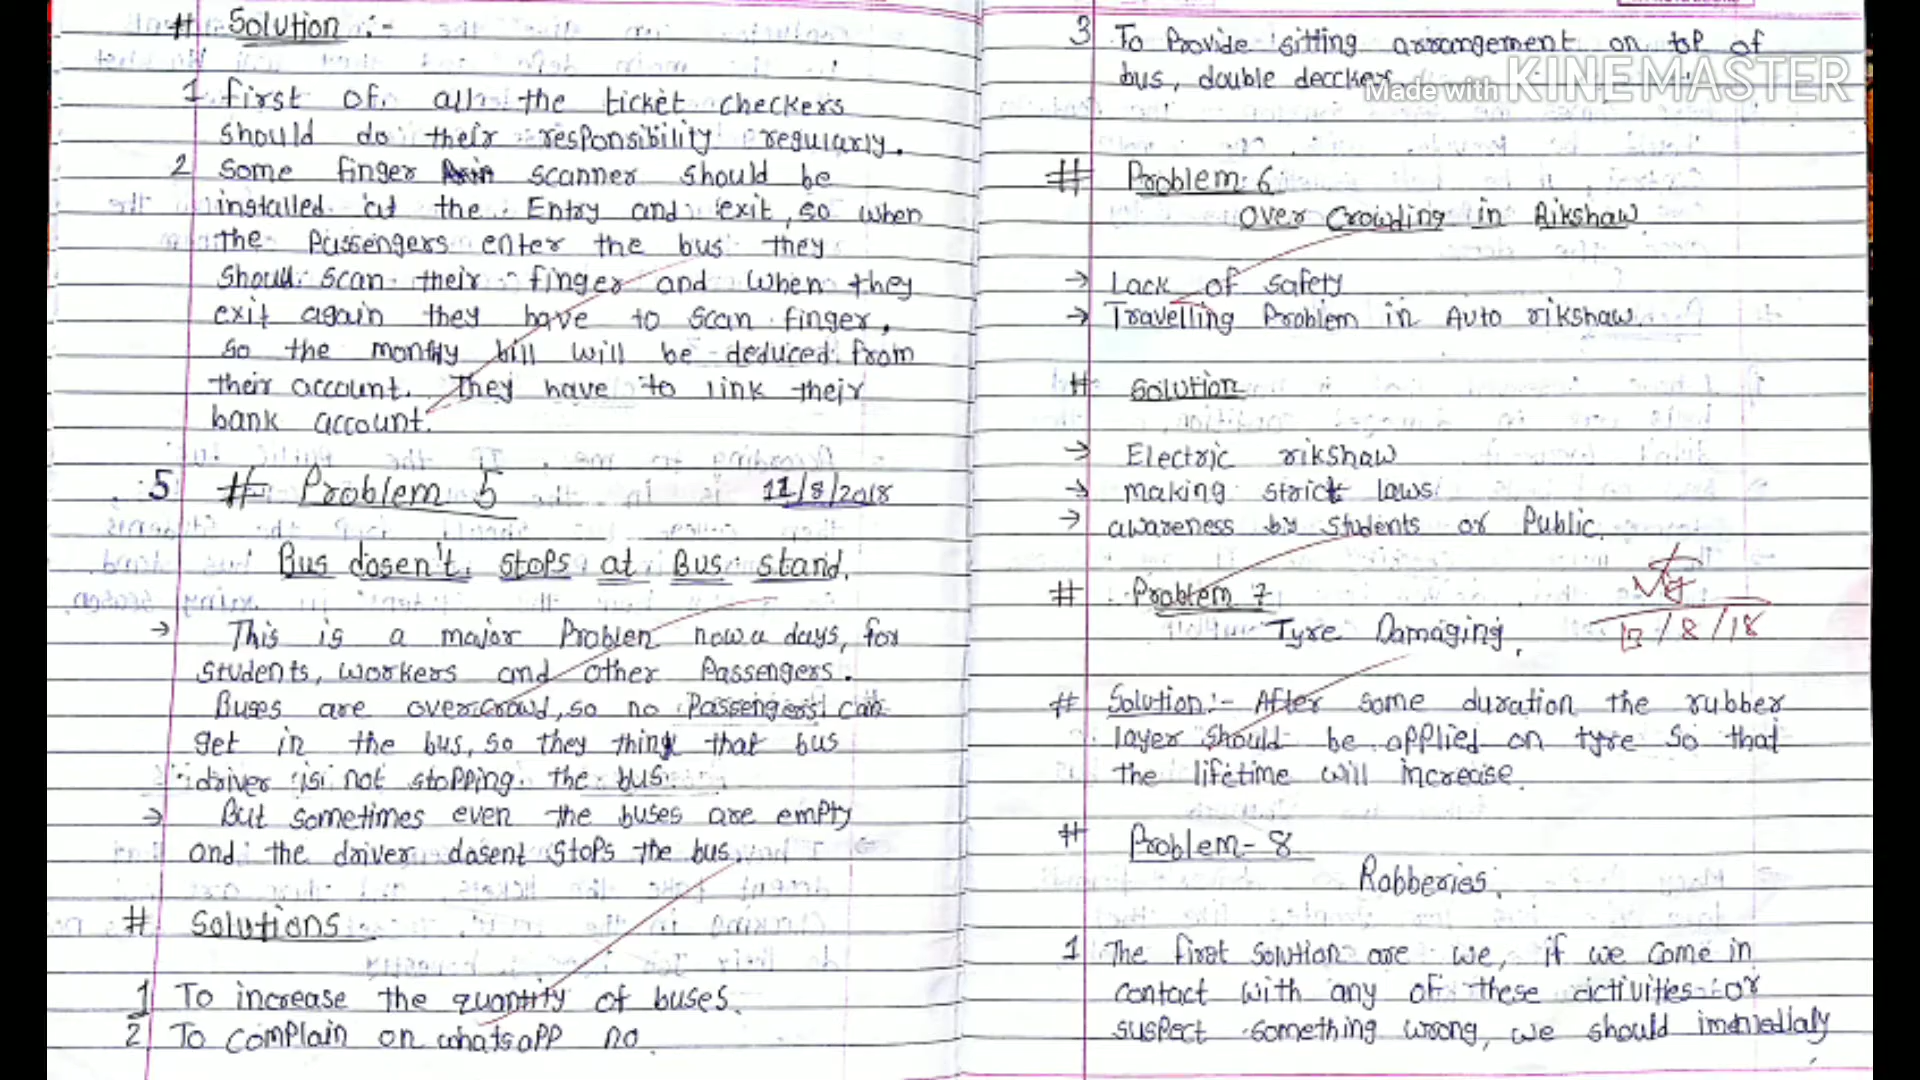 # Solution :-
1 first of all the ticket checkers
should do their responsibility regularly.
2 Some finger scanner should be
installed at the Entry and exit, so when
the Passengers enter the bus they
should scan their finger and when they
exit again they have to scan finger,
so the montly bill will be deduced from
their account. They have to link their
bank account.
5 # Problem 5 11/8/2018
Bus dosen't stops at Bus stand.
→ This is a major Problen now a days, for
students, workers and other Passengers.
Buses are overcrowd, so no Passengers can
get in the bus, so they think that bus
driver is not stopping the bus.
→ But sometimes even the buses are empty
and the driver dosent stops the bus.
# Solutions
1 To increase the quantity of buses.
2 To complain on whatsapp no.
3 To Provide sitting arrangement on top of
bus, double deccker
Made with KINEMASTER
# Problem 6
Over Crowding in Rikshaw
→ Lack of safety
→ Travelling Problem in Auto rikshaw.
# Solution
→ Electric rikshaw
→ making strict laws
→ awareness by students or Public.
# Problem 7
Tyre Damaging.
/8/18
# Solution :- After some duration the rubber
layer should be applied on tyre so that
the lifetime will increase.
# Problem - 8
Robberies.
1 The first solution are we, if we come in
contact with any of these activities or
suspect something wrong, we should